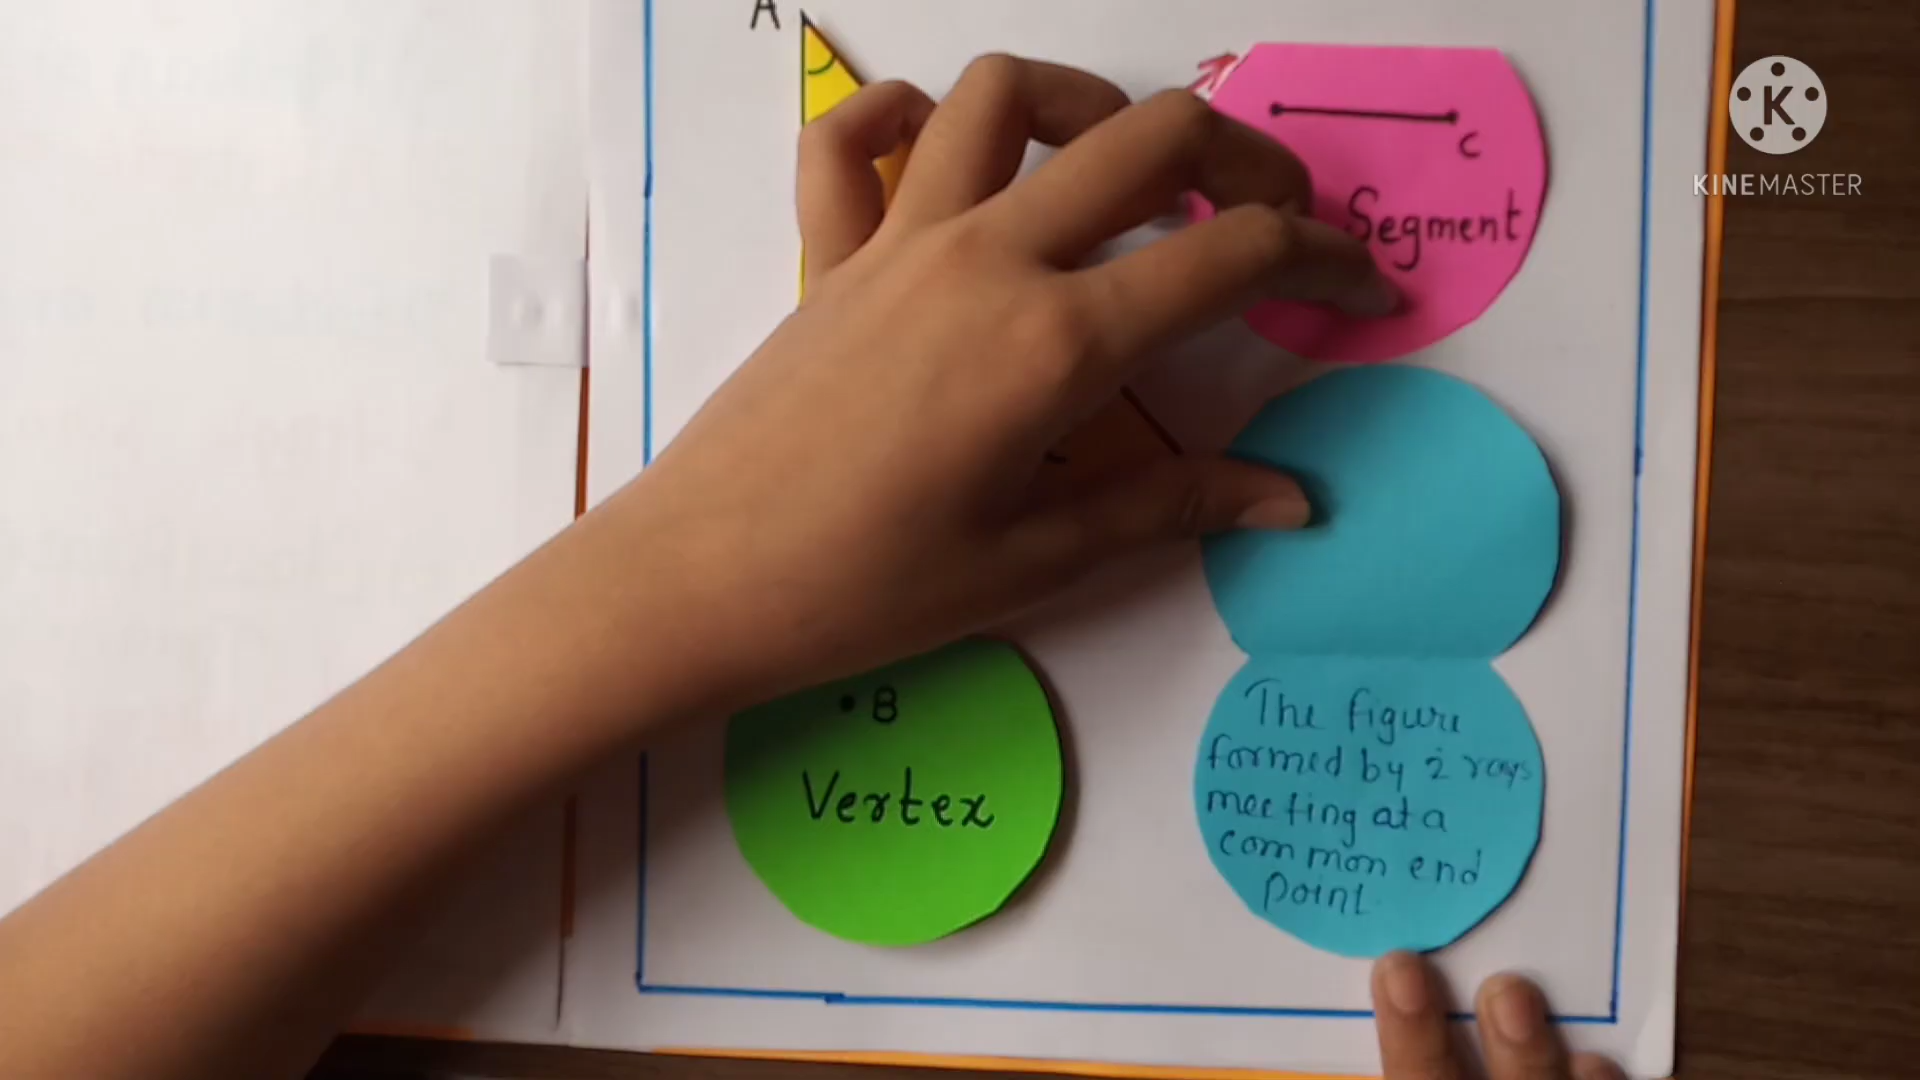 A
C
Segment
KINEMASTER
B
Vertex
The figure
formed by 2 rays
meeting at a
common end
point